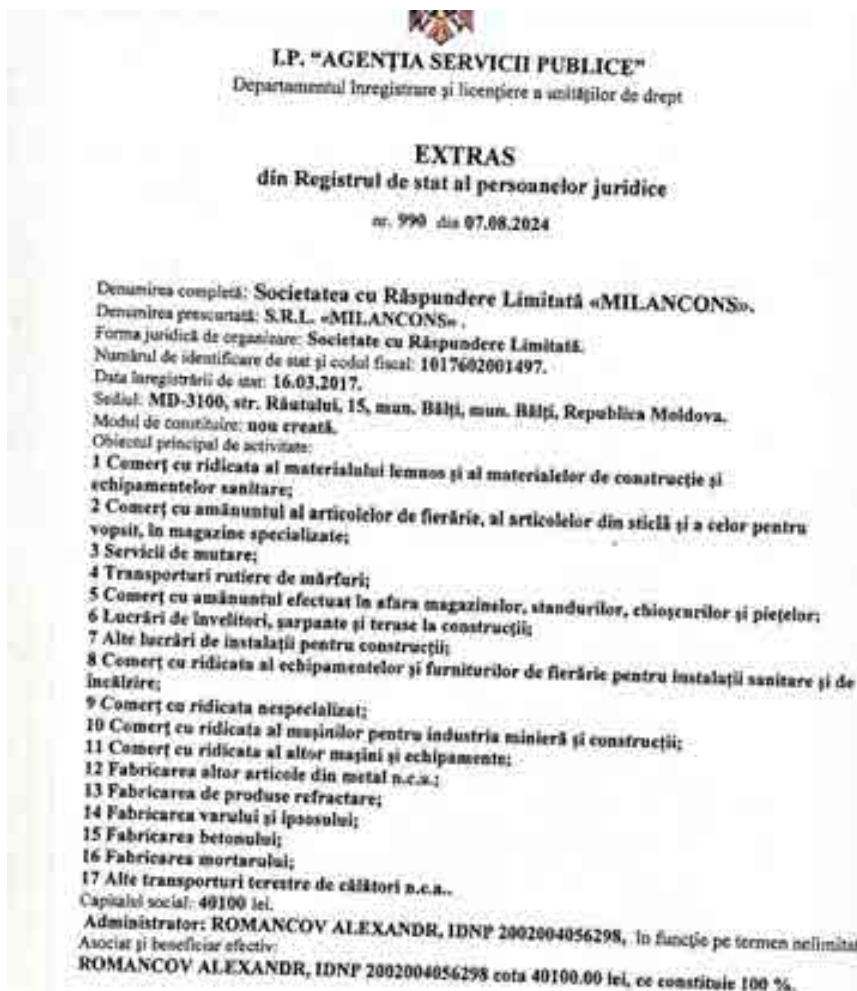 I.P. “AGENȚIA SERVICII PUBLICE”
Departamentul înregistrare și licențiere a unităților de drept
EXTRAS
din Registrul de stat al persoanelor juridice
nr. 990 din 07.08.2024
Denumirea completă: Societatea cu Răspundere Limitată «MILANCONS».
Denumirea prescurtată: S.R.L. «MILANCONS» .
Forma juridică de organizare: Societate cu Răspundere Limitată.
Numărul de identificare de stat și codul fiscal: 1017602001497.
Data înregistrării de stat: 16.03.2017.
Sediul: MD-3100, str. Răutului, 15, mun. Bălți, mun. Bălți, Republica Moldova.
Modul de constituire: nou creată.
Obiectul principal de activitate:
1 Comerț cu ridicata al materialului lemnos și al materialelor de construcție și
echipamentelor sanitare;
2 Comerț cu amănuntul al articolelor de fierărie, al articolelor din sticlă și a celor pentru
vopsit, în magazine specializate;
3 Servicii de mutare;
4 Transporturi rutiere de mărfuri;
5 Comerț cu amănuntul efectuat în afara magazinelor, standurilor, chioșcurilor și piețelor;
6 Lucrări de învelitori, șarpante și terase la construcții;
7 Alte lucrări de instalații pentru construcții;
8 Comerț cu ridicata al echipamentelor și furniturilor de fierărie pentru instalații sanitare și de
încălzire;
9 Comerț cu ridicata nespecializat;
10 Comerț cu ridicata al mașinilor pentru industria minieră și construcții;
11 Comerț cu ridicata al altor mașini și echipamente;
12 Fabricarea altor articole din metal n.c.a.;
13 Fabricarea de produse refractare;
14 Fabricarea varului și ipsosului;
15 Fabricarea betonului;
16 Fabricarea mortarului;
17 Alte transporturi terestre de călători n.c.a..
Capitalul social: 40100 lei.
Administrator: ROMANCOV ALEXANDR, IDNP 2002004056298, în funcție pe termen nelimitat
Asociat și beneficiar efectiv:
ROMANCOV ALEXANDR, IDNP 2002004056298 cota 40100.00 lei, ce constituie 100 %.